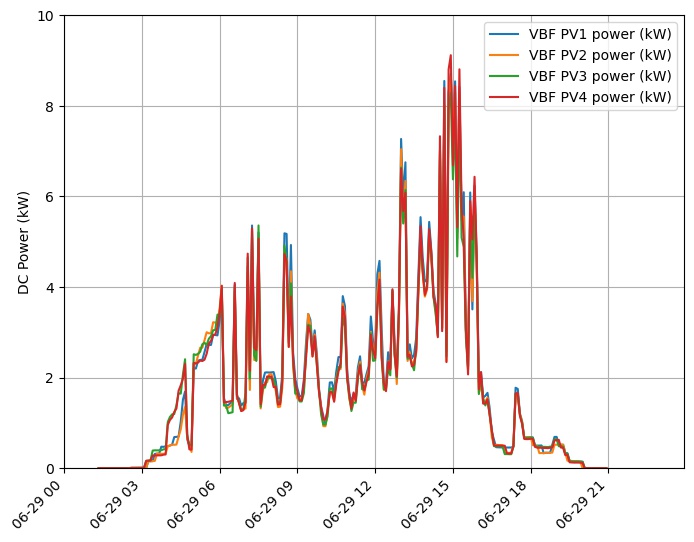 10
8
6
4
2
0
DC Power (kW)
VBF PV1 power (kW)
VBF PV2 power (kW)
VBF PV3 power (kW)
VBF PV4 power (kW)
06-29 00
06-29 03
06-29 06
06-29 09
06-29 12
06-29 15
06-29 18
06-29 21